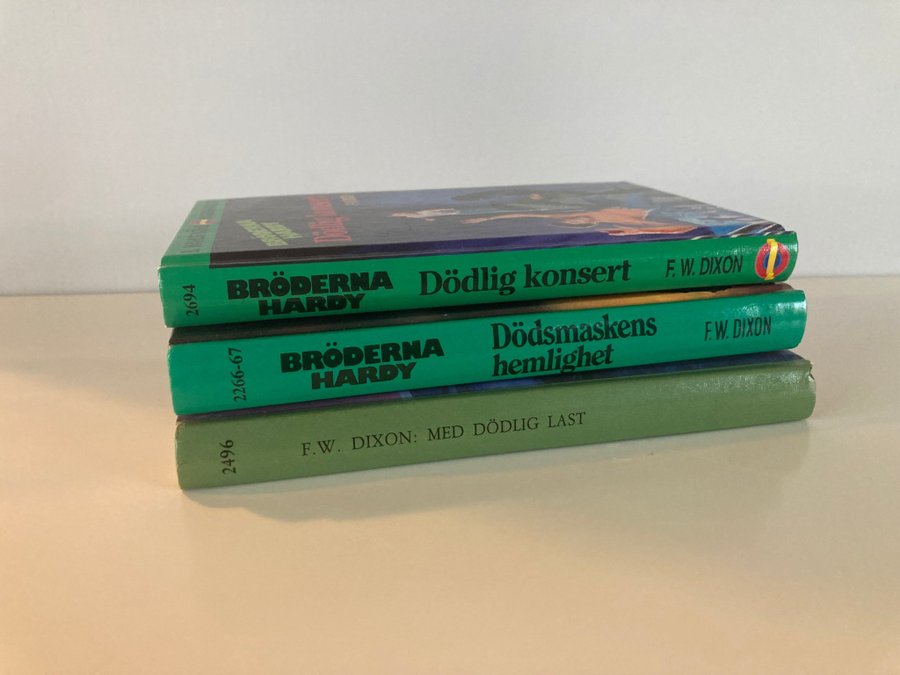 2694
BRÖDERNA
HARDY
Dödlig konsert
F. W. DIXON
2266-67
BRÖDERNA
HARDY
Dödsmaskens
hemlighet
F. W. DIXON
2496
F.W. DIXON: MED DÖDLIG LAST